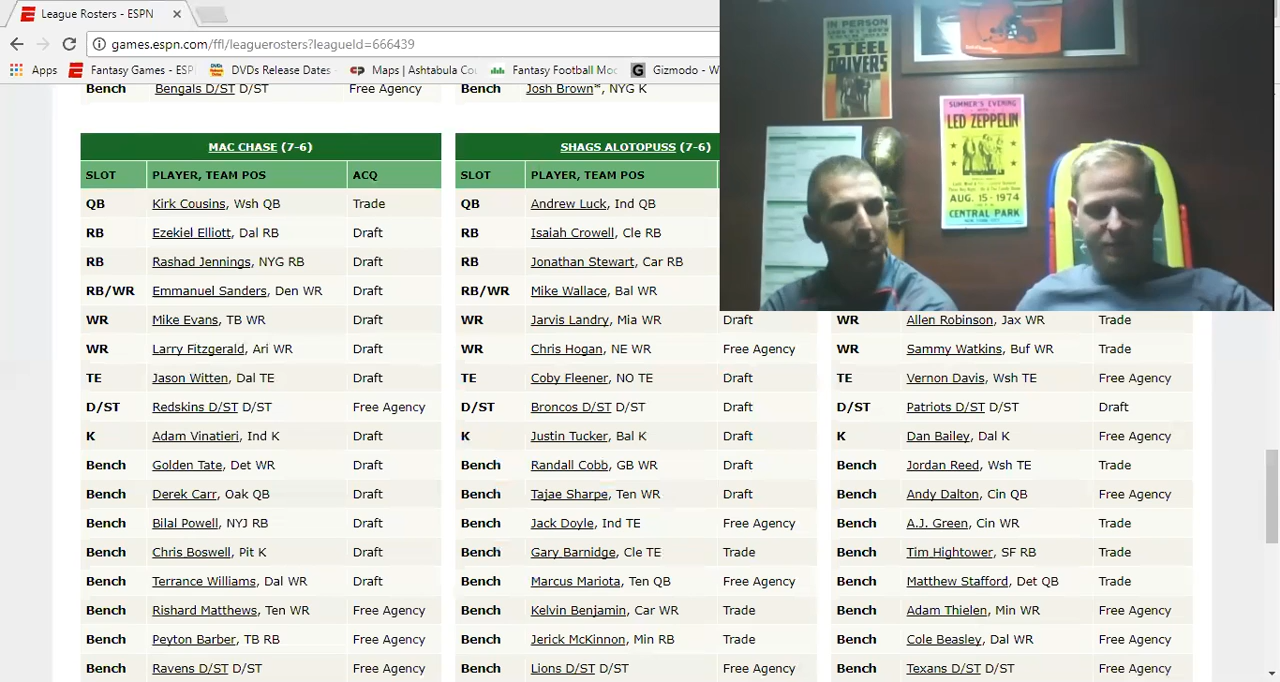 League Rosters - ESPN
games.espn.com/ffl/leaguerosters?leagueId=666439
Apps Fantasy Games - ESP DVDs Release Dates - Maps | Ashtabula Cou Fantasy Football Moc Gizmodo - W
Bench Bengals D/ST D/ST Free Agency Bench Josh Brown*, NYG K
MAC CHASE (7-6) SHAGS ALOTOPUSS (7-6)
SLOT PLAYER, TEAM POS ACQ SLOT PLAYER, TEAM POS
QB Kirk Cousins, Wsh QB Trade QB Andrew Luck, Ind QB
RB Ezekiel Elliott, Dal RB Draft RB Isaiah Crowell, Cle RB
RB Rashad Jennings, NYG RB Draft RB Jonathan Stewart, Car RB
RB/WR Emmanuel Sanders, Den WR Draft RB/WR Mike Wallace, Bal WR
WR Mike Evans, TB WR Draft WR Jarvis Landry, Mia WR Draft WR Allen Robinson, Jax WR Trade
WR Larry Fitzgerald, Ari WR Draft WR Chris Hogan, NE WR Free Agency WR Sammy Watkins, Buf WR Trade
TE Jason Witten, Dal TE Draft TE Coby Fleener, NO TE Draft TE Vernon Davis, Wsh TE Free Agency
D/ST Redskins D/ST D/ST Free Agency D/ST Broncos D/ST D/ST Draft D/ST Patriots D/ST D/ST Draft
K Adam Vinatieri, Ind K Draft K Justin Tucker, Bal K Draft K Dan Bailey, Dal K Free Agency
Bench Golden Tate, Det WR Draft Bench Randall Cobb, GB WR Draft Bench Jordan Reed, Wsh TE Trade
Bench Derek Carr, Oak QB Draft Bench Tajae Sharpe, Ten WR Draft Bench Andy Dalton, Cin QB Free Agency
Bench Bilal Powell, NYJ RB Draft Bench Jack Doyle, Ind TE Free Agency Bench A.J. Green, Cin WR Trade
Bench Chris Boswell, Pit K Draft Bench Gary Barnidge, Cle TE Trade Bench Tim Hightower, SF RB Trade
Bench Terrance Williams, Dal WR Draft Bench Marcus Mariota, Ten QB Free Agency Bench Matthew Stafford, Det QB Trade
Bench Rishard Matthews, Ten WR Free Agency Bench Kelvin Benjamin, Car WR Trade Bench Adam Thielen, Min WR Free Agency
Bench Peyton Barber, TB RB Free Agency Bench Jerick McKinnon, Min RB Trade Bench Cole Beasley, Dal WR Free Agency
Bench Ravens D/ST D/ST Free Agency Bench Lions D/ST D/ST Free Agency Bench Texans D/ST D/ST Free Agency
IN PERSON
STEEL
DRIVERS
SUMMER'S EVENING
LED ZEPPELIN
AUG. 15 - 1974
CENTRAL PARK